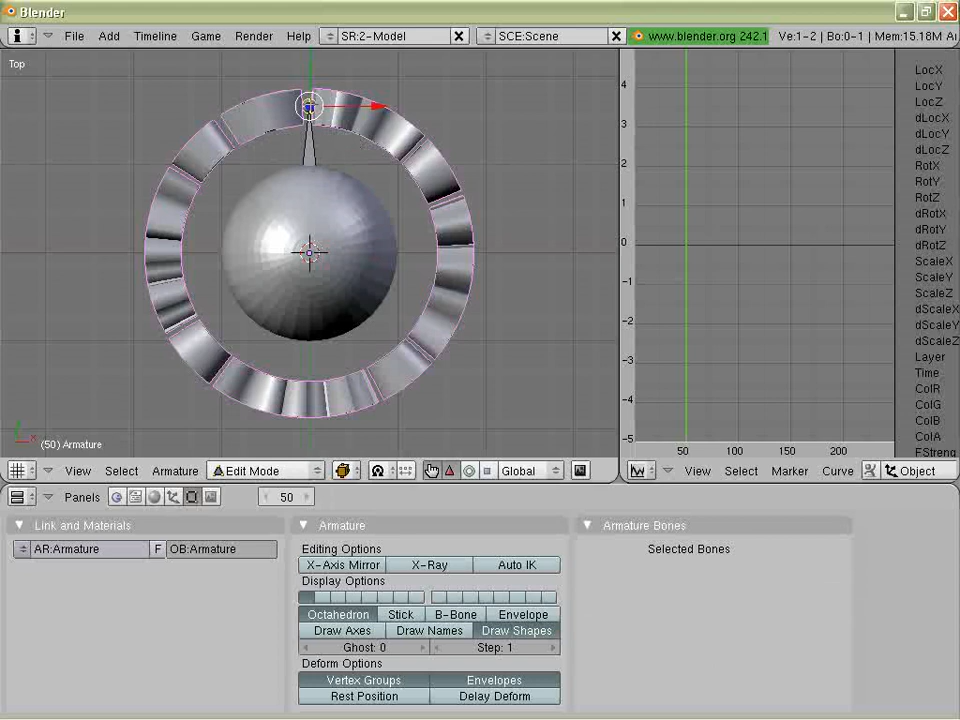 Blender
File Add Timeline Game Render Help SR:2-Model SCE:Scene www.blender.org 242.1 Ve:1-2 | Bo:0-1 | Mem:15.18M
Top
(50) Armature
View Select Armature Edit Mode Global
4
3
2
1
0
-1
-2
-3
-4
-5
50 100 150 200
LocX
LocY
LocZ
dLocX
dLocY
dLocZ
RotX
RotY
RotZ
dRotX
dRotY
dRotZ
ScaleX
ScaleY
ScaleZ
dScaleX
dScaleY
dScaleZ
Layer
Time
ColR
ColG
ColB
ColA
FStreng
View Select Marker Curve Object
Panels 50
Link and Materials
AR:Armature F OB:Armature
Armature
Editing Options
X-Axis Mirror X-Ray Auto IK
Display Options
Octahedron Stick B-Bone Envelope
Draw Axes Draw Names Draw Shapes
Ghost: 0 Step: 1
Deform Options
Vertex Groups Envelopes
Rest Position Delay Deform
Armature Bones
Selected Bones